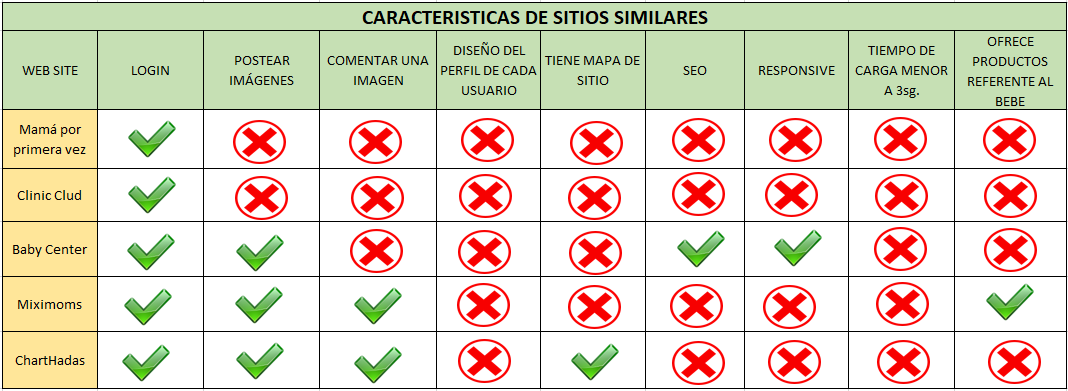 CARACTERISTICAS DE SITIOS SIMILARES
WEB SITE
LOGIN
POSTEAR
IMÁGENES
COMENTAR UNA
IMAGEN
DISEÑO DEL
PERFIL DE CADA
USUARIO
TIENE MAPA DE
SITIO
SEO
RESPONSIVE
TIEMPO DE
CARGA MENOR
A 3sg.
OFRECE
PRODUCTOS
REFERENTE AL
BEBE
Mamá por
primera vez
Clinic Clud
Baby Center
Miximoms
ChartHadas